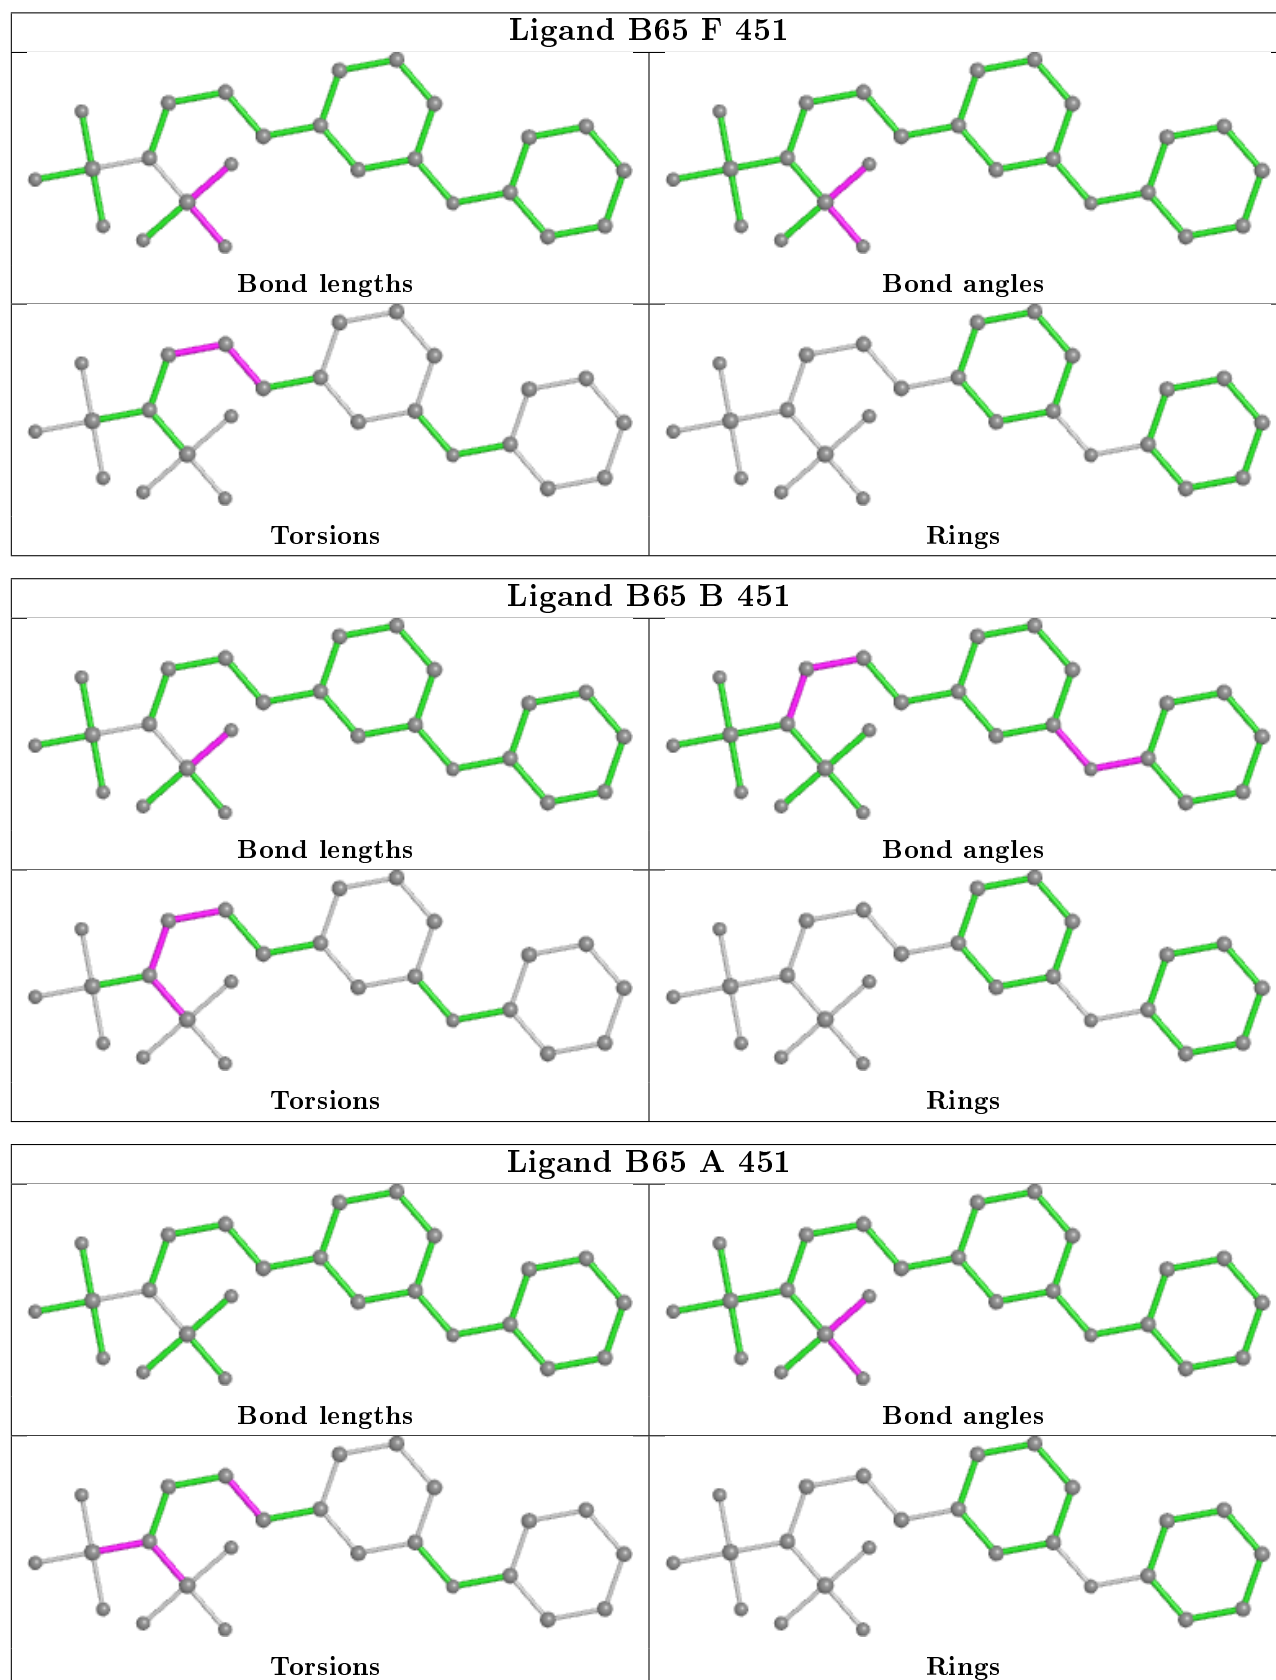 Ligand B65 F 451
Bond lengths
Bond angles
Torsions
Rings
Ligand B65 B 451
Bond lengths
Bond angles
Torsions
Rings
Ligand B65 A 451
Bond lengths
Bond angles
Torsions
Rings